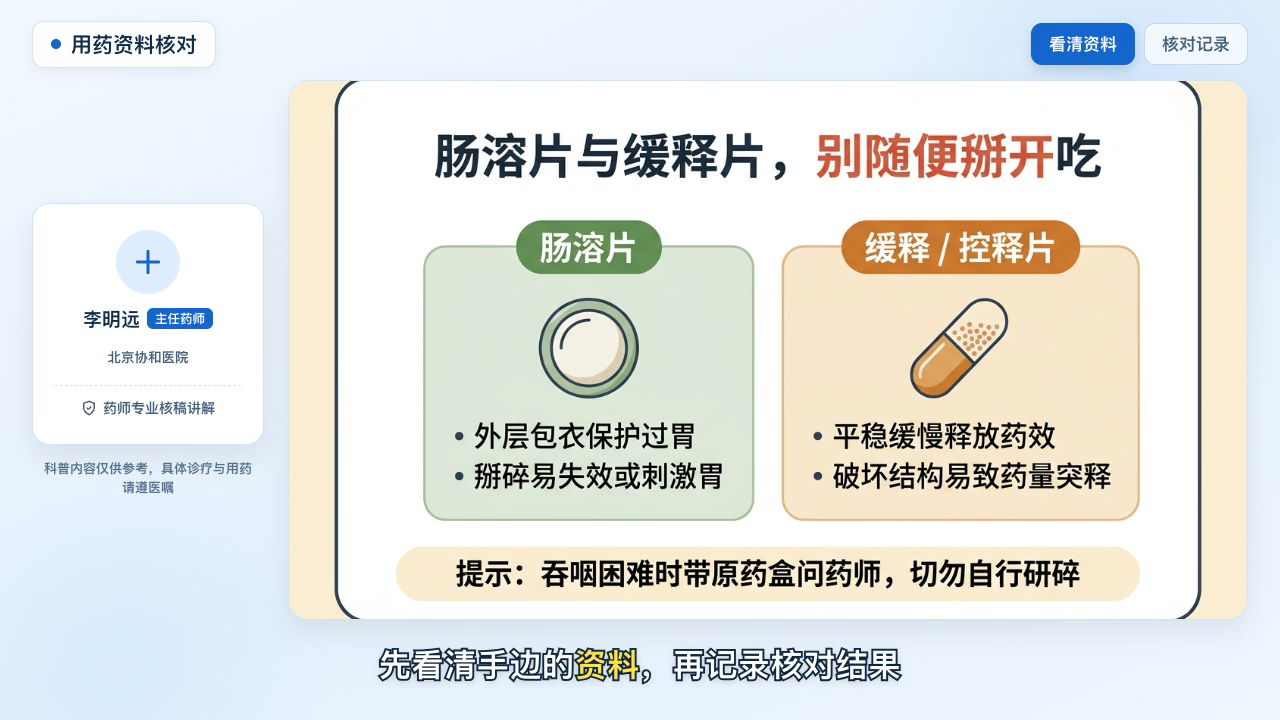 用药资料核对
看清资料
核对记录
李明远
主任药师
北京协和医院
药师专业核稿讲解
科普内容仅供参考，具体诊疗与用药
请遵医嘱
肠溶片与缓释片，别随便掰开吃
肠溶片
外层包衣保护过胃
掰碎易失效或刺激胃
缓释 / 控释片
平稳缓慢释放药效
破坏结构易致药量突释
提示：吞咽困难时带原药盒问药师，切勿自行研碎
先看清手边的资料，再记录核对结果